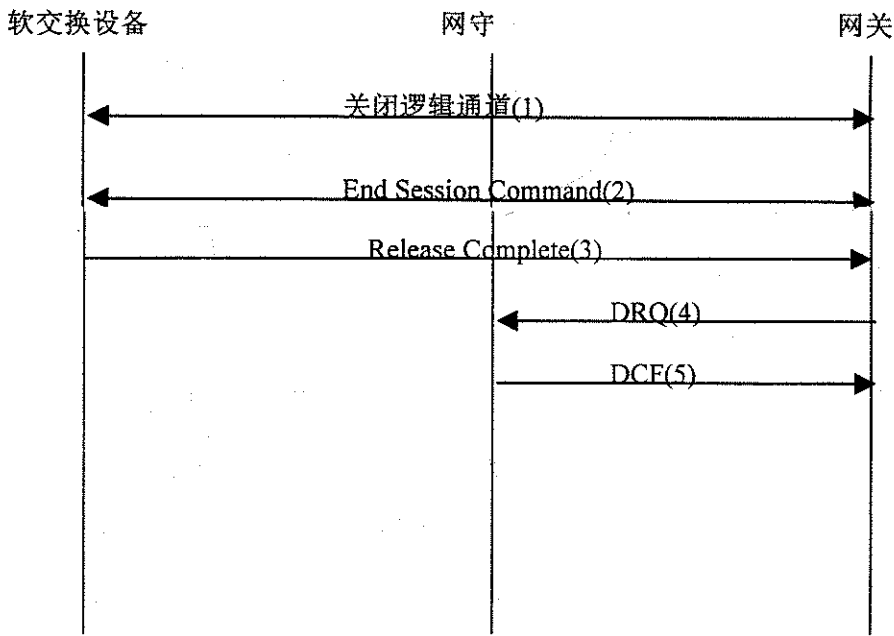 软交换设备
网守
网关
关闭逻辑通道(1)
End Session Command(2)
Release Complete(3)
DRQ(4)
DCF(5)